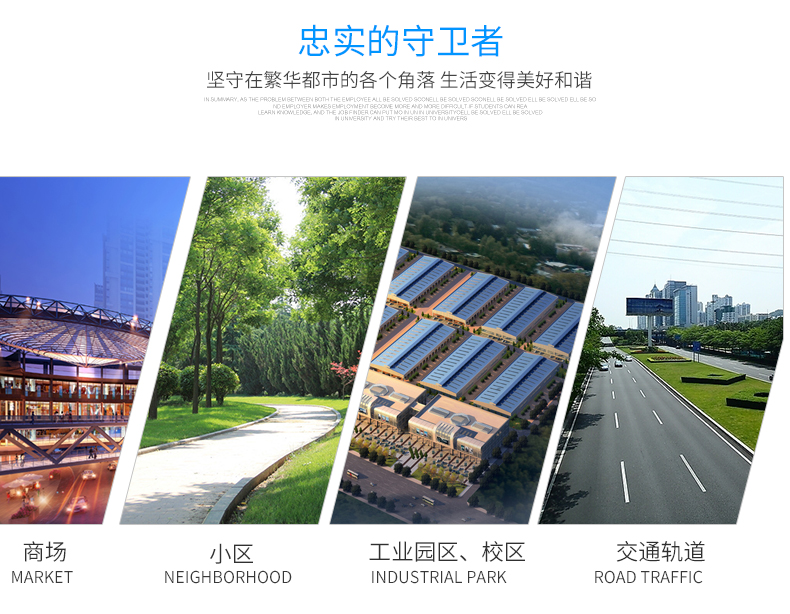 忠实的守卫者
坚守在繁华都市的各个角落 生活变得美好和谐
IN SUMMARY, AS THE PROBLEM BETWEEN BOTH THE EMPLOYEE ALL BE SOLVED SOONELL BE SOLVED SOONELL BE SOLVED ELL BE SOLVED ELL BE SO
ND EMPLOYER MAKES EMPLOYMENT BECOME MORE AND MORE DIFFICULT. IF STUDENTS CAN REA
LEARN KNOWLEDGE, AND THE JOB FINDER CAN PUT MO IN UN IN UNIVERSITYOELL BE SOLVED ELL BE SOLVED
IN UNIVERSITY AND TRY THEIR BEST TO IN UNIVERS
商场
MARKET
小区
NEIGHBORHOOD
工业园区、校区
INDUSTRIAL PARK
交通轨道
ROAD TRAFFIC